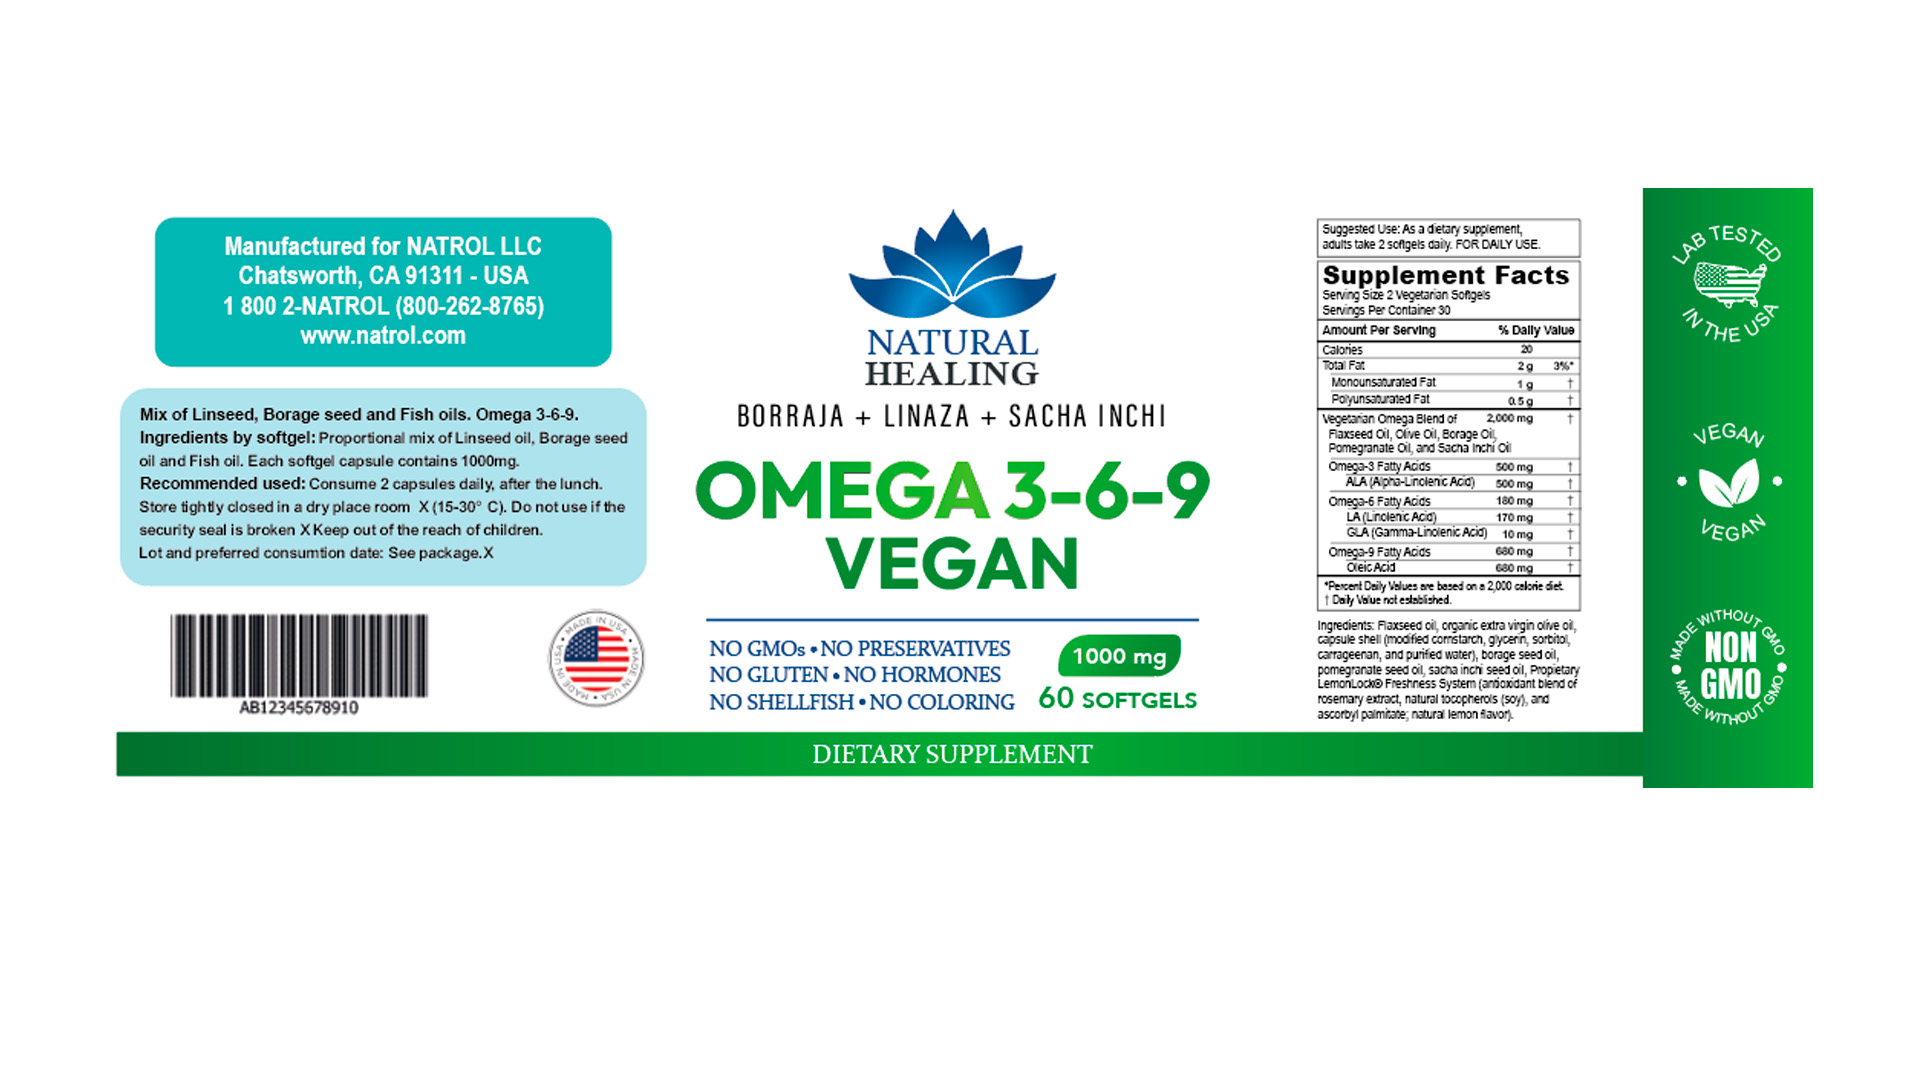 Manufactured for NATROL LLC
Chatsworth, CA 91311 - USA
1 800 2-NATROL (800-262-8765)
www.natrol.com
Mix of Linseed, Borage seed and Fish oils. Omega 3-6-9.
Ingredients by softgel: Proportional mix of Linseed oil, Borage seed
oil and Fish oil. Each softgel capsule contains 1000mg.
Recommended used: Consume 2 capsules daily, after the lunch.
Store tightly closed in a dry place room X (15-30° C). Do not use if the
security seal is broken X Keep out of the reach of children.
Lot and preferred consumtion date: See package.X
AB12345678910
MADE IN USA • MADE IN USA • MADE IN USA •
NATURAL
HEALING
BORRAJA + LINAZA + SACHA INCHI
OMEGA 3-6-9
VEGAN
NO GMOs • NO PRESERVATIVES
NO GLUTEN • NO HORMONES
NO SHELLFISH • NO COLORING
1000 mg
60 SOFTGELS
DIETARY SUPPLEMENT
Suggested Use: As a dietary supplement,
adults take 2 softgels daily. FOR DAILY USE.
Supplement Facts
Serving Size 2 Vegetarian Softgels
Servings Per Container 30
Amount Per Serving % Daily Value
Calories 20
Total Fat 2 g 3%*
Monounsaturated Fat 1 g †
Polyunsaturated Fat 0.5 g †
Vegetarian Omega Blend of 2,000 mg †
Flaxseed Oil, Olive Oil, Borage Oil,
Pomegranate Oil, and Sacha Inchi Oil
Omega-3 Fatty Acids 500 mg †
ALA (Alpha-Linolenic Acid) 500 mg †
Omega-6 Fatty Acids 180 mg †
LA (Linolenic Acid) 170 mg †
GLA (Gamma-Linolenic Acid) 10 mg †
Omega-9 Fatty Acids 680 mg †
Oleic Acid 680 mg †
*Percent Daily Values are based on a 2,000 calorie diet.
† Daily Value not established.
Ingredients: Flaxseed oil, organic extra virgin olive oil,
capsule shell (modified cornstarch, glycerin, sorbitol,
carrageenan, and purified water), borage seed oil,
pomegranate seed oil, sacha inchi seed oil, Propietary
LemonLock® Freshness System (antioxidant blend of
rosemary extract, natural tocopherols (soy), and
ascorbyl palmitate; natural lemon flavor).
LAB TESTED
IN THE USA
VEGAN
VEGAN
MADE WITHOUT GMO
NON
GMO
MADE WITHOUT GMO